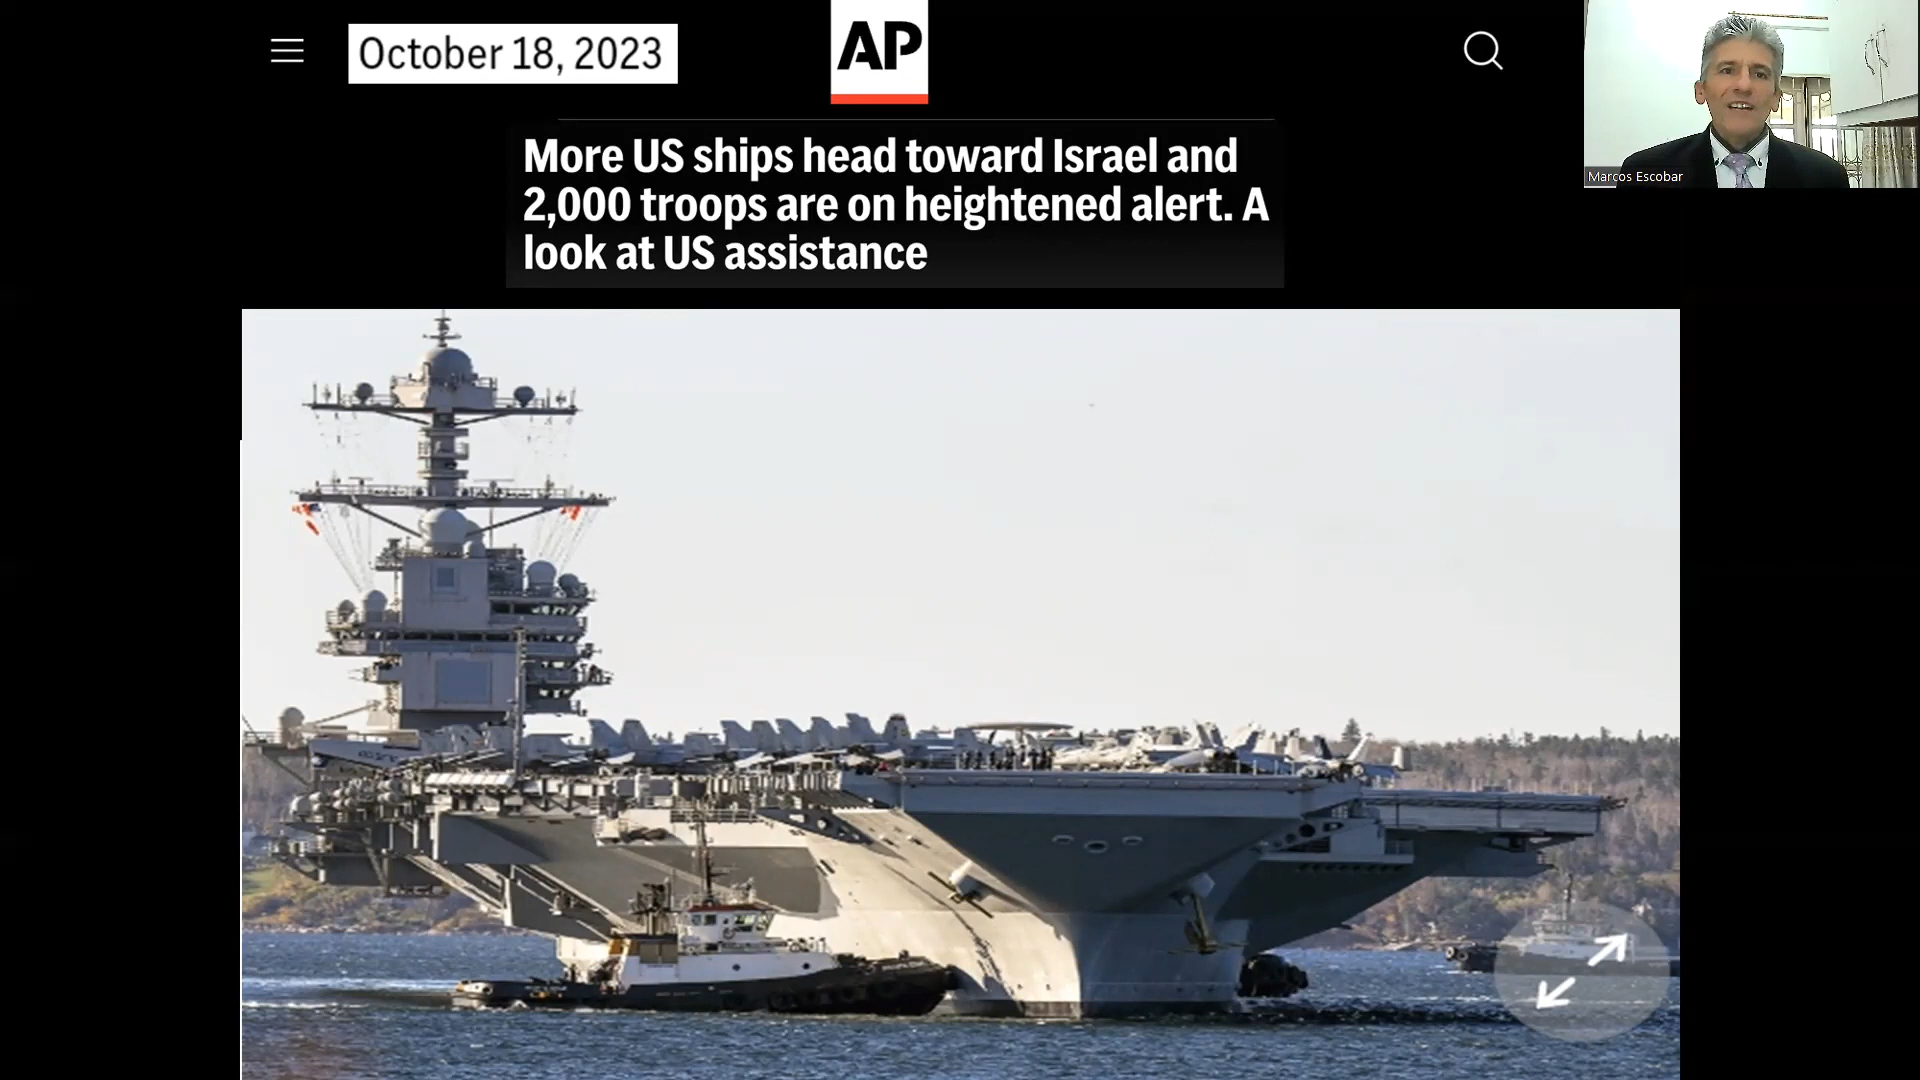 October 18, 2023
AP
Marcos Escobar
More US ships head toward Israel and
2,000 troops are on heightened alert. A
look at US assistance